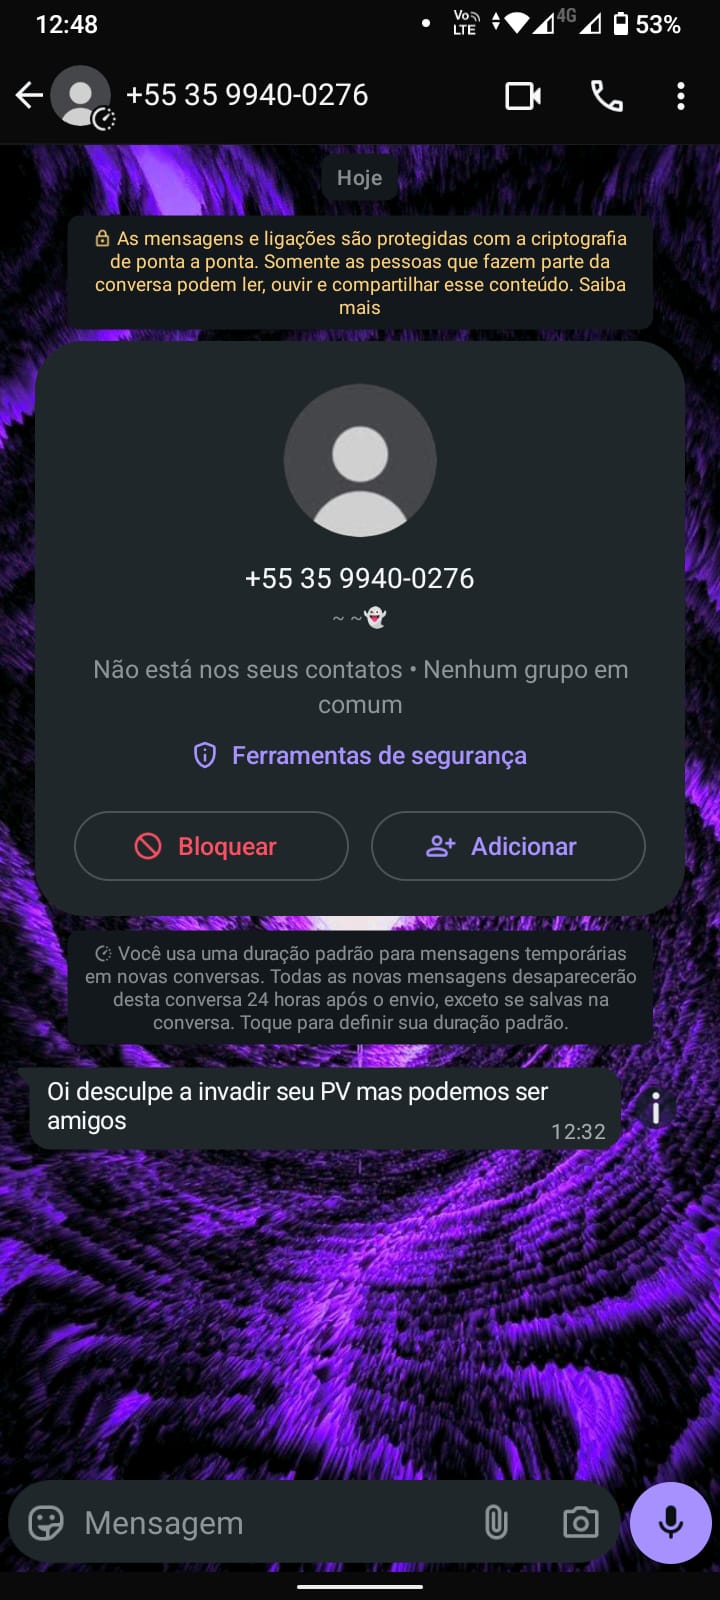 12:48
Vo LTE 4G 53%
+55 35 9940-0276
Hoje
As mensagens e ligações são protegidas com a criptografia
de ponta a ponta. Somente as pessoas que fazem parte da
conversa podem ler, ouvir e compartilhar esse conteúdo. Saiba
mais
+55 35 9940-0276
~ ~👻
Não está nos seus contatos • Nenhum grupo em
comum
Ferramentas de segurança
Bloquear
Adicionar
Você usa uma duração padrão para mensagens temporárias
em novas conversas. Todas as novas mensagens desaparecerão
desta conversa 24 horas após o envio, exceto se salvas na
conversa. Toque para definir sua duração padrão.
Oi desculpe a invadir seu PV mas podemos ser
amigos
12:32
Mensagem